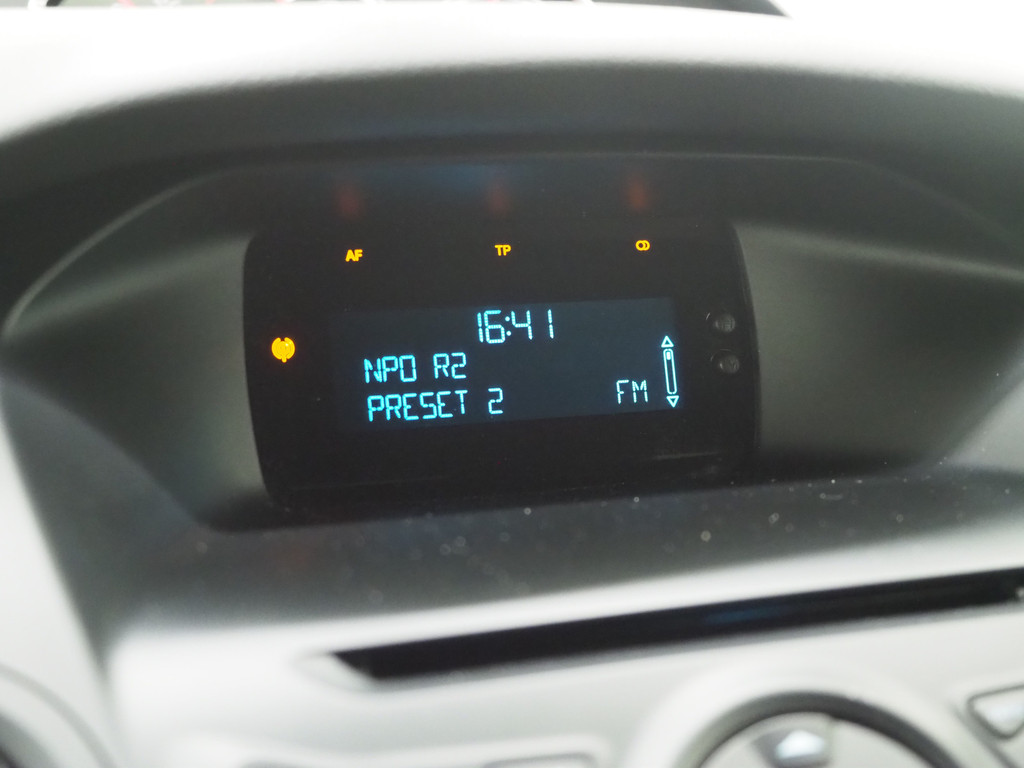 AF TP
16:41
NPO R2
PRESET 2 FM